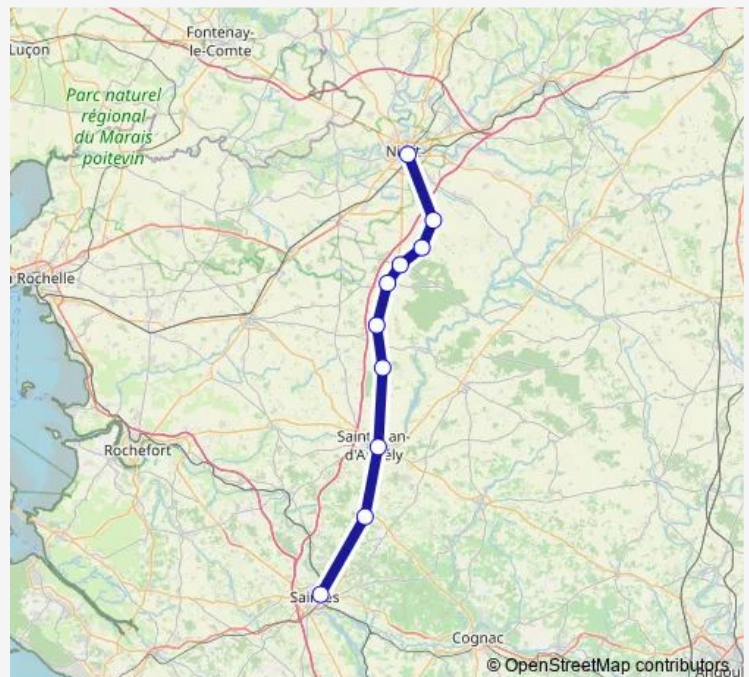 Fontenay-
le-Comte
Luçon
Parc naturel
régional
du Marais
poitevin
Rochelle
Rochefort
Cognac
© OpenStreetMap contributors